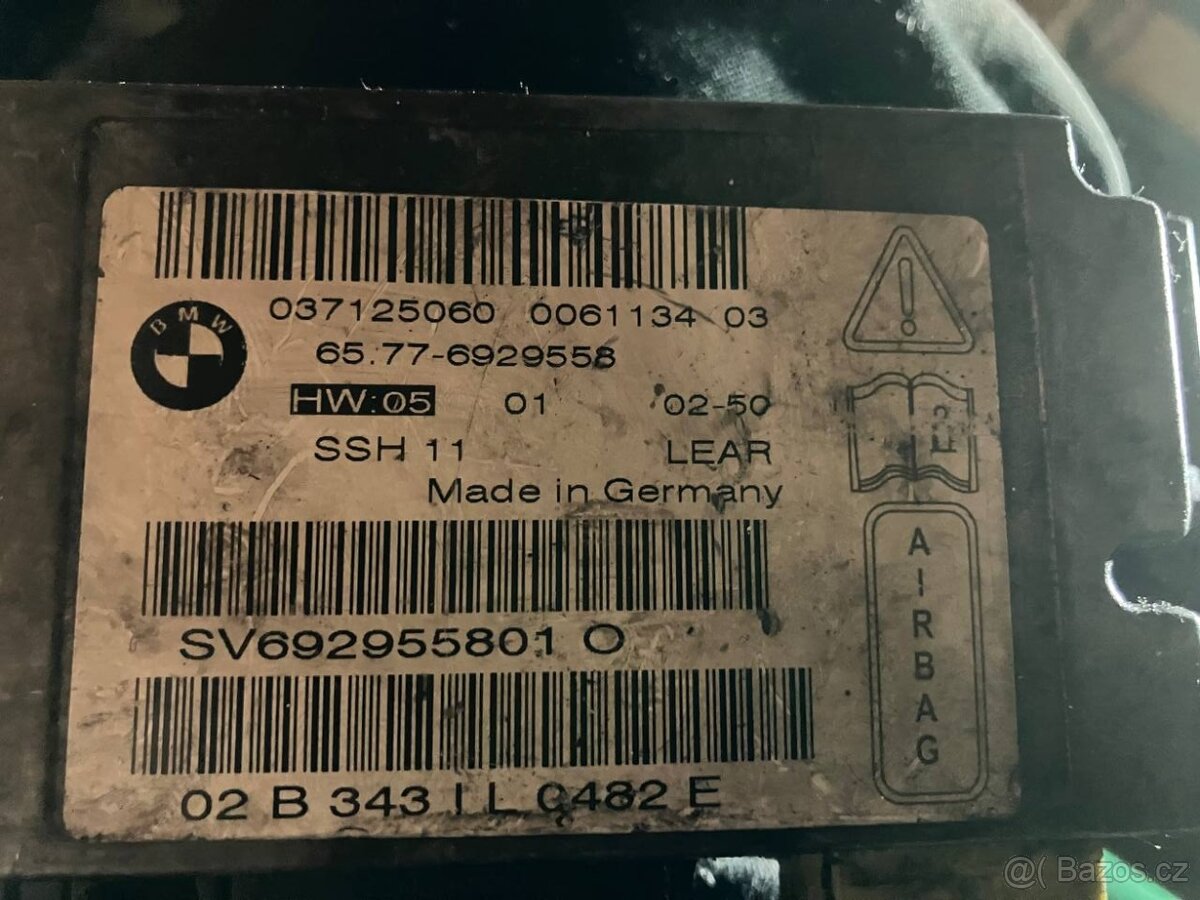 037125060 0061134 03
BMW
65.77-6929558
HW:05 01 02-50
SSH 11 LEAR
Made in Germany
SV692955801 O
02 B 343 I L 0482 E
AIRBAG
@( Bazos.cz